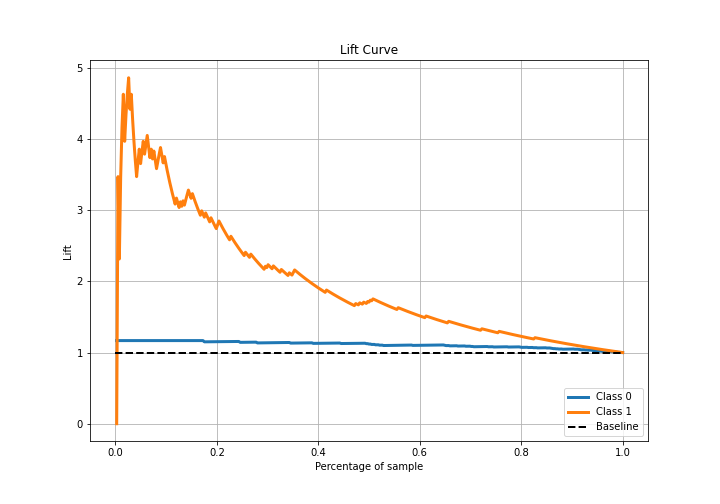 Lift Curve
5
4
3
2
1
0
Lift
0.0 0.2 0.4 0.6 0.8 1.0
Percentage of sample
Class 0
Class 1
Baseline